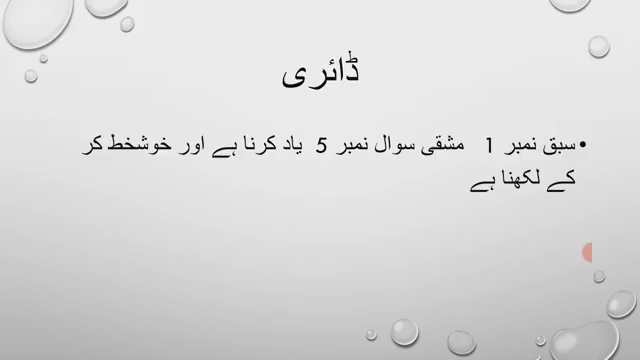 ڈائری
•سبق نمبر 1 مشقی سوال نمبر 5 یاد کرنا ہے اور خوشخط کر
کے لکھنا ہے